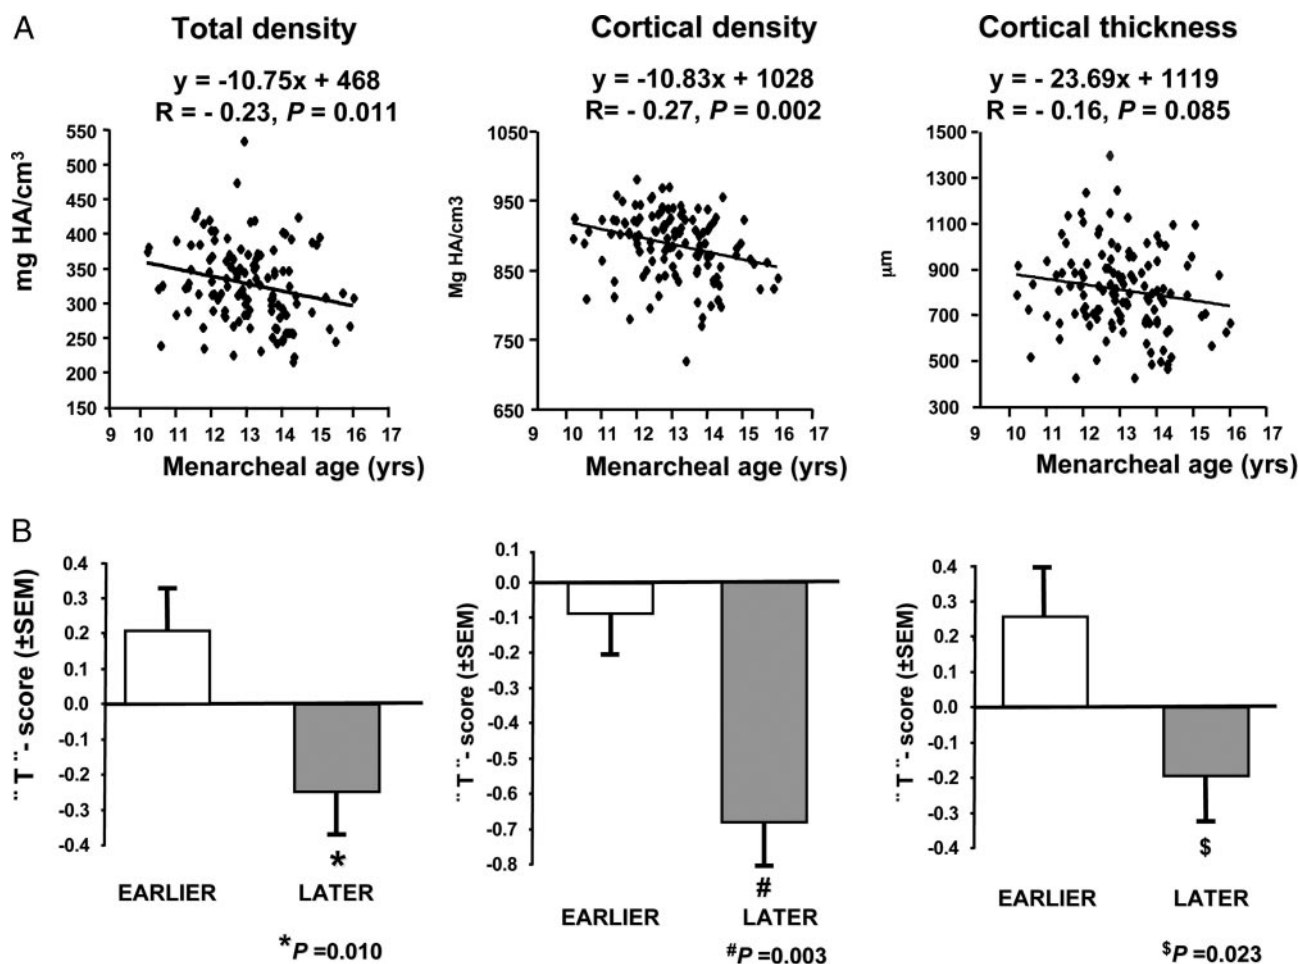 A
Total density
y = -10.75x + 468
R = - 0.23, P = 0.011
mg HA/cm³
550
500
450
400
350
300
250
200
150
9 10 11 12 13 14 15 16 17
Menarcheal age (yrs)
Cortical density
y = -10.83x + 1028
R= - 0.27, P = 0.002
Mg HA/cm3
1050
950
850
750
650
9 10 11 12 13 14 15 16 17
Menarcheal age (yrs)
Cortical thickness
y = - 23.69x + 1119
R = - 0.16, P = 0.085
µm
1500
1300
1100
900
700
500
300
9 10 11 12 13 14 15 16 17
Menarcheal age (yrs)
B
¨ T ¨- score (±SEM)
0.4
0.3
0.2
0.1
0.0
-0.1
-0.2
-0.3
-0.4
*
EARLIER LATER
*P =0.010
¨ T ¨- score (±SEM)
0.1
0.0
-0.1
-0.2
-0.3
-0.4
-0.5
-0.6
-0.7
-0.8
#
EARLIER LATER
#P =0.003
¨ T ¨- score (±SEM)
0.4
0.3
0.2
0.1
0.0
-0.1
-0.2
-0.3
-0.4
$
EARLIER LATER
$P =0.023